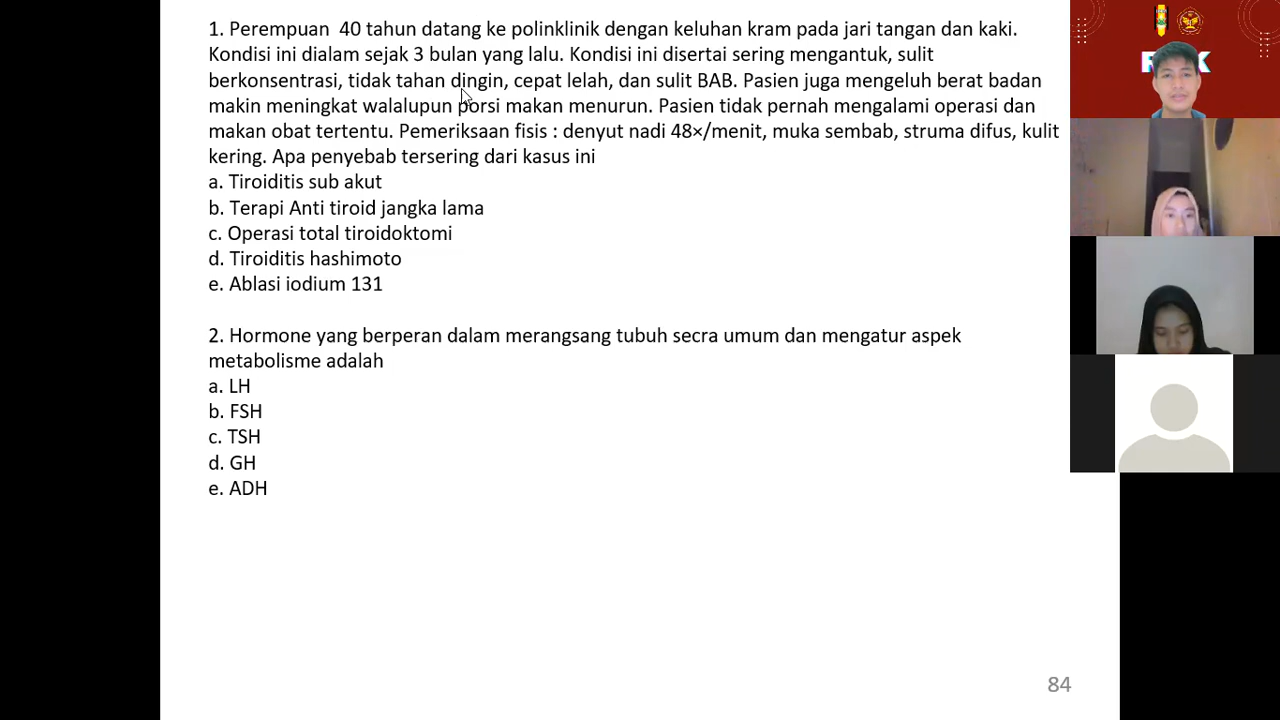 1. Perempuan  40 tahun datang ke polinklinik dengan keluhan kram pada jari tangan dan kaki.
Kondisi ini dialam sejak 3 bulan yang lalu. Kondisi ini disertai sering mengantuk, sulit
berkonsentrasi, tidak tahan dingin, cepat lelah, dan sulit BAB. Pasien juga mengeluh berat badan
makin meningkat walalupun porsi makan menurun. Pasien tidak pernah mengalami operasi dan
makan obat tertentu. Pemeriksaan fisis : denyut nadi 48×/menit, muka sembab, struma difus, kulit
kering. Apa penyebab tersering dari kasus ini
a. Tiroiditis sub akut
b. Terapi Anti tiroid jangka lama
c. Operasi total tiroidoktomi
d. Tiroiditis hashimoto
e. Ablasi iodium 131
2. Hormone yang berperan dalam merangsang tubuh secra umum dan mengatur aspek
metabolisme adalah
a. LH
b. FSH
c. TSH
d. GH
e. ADH
84